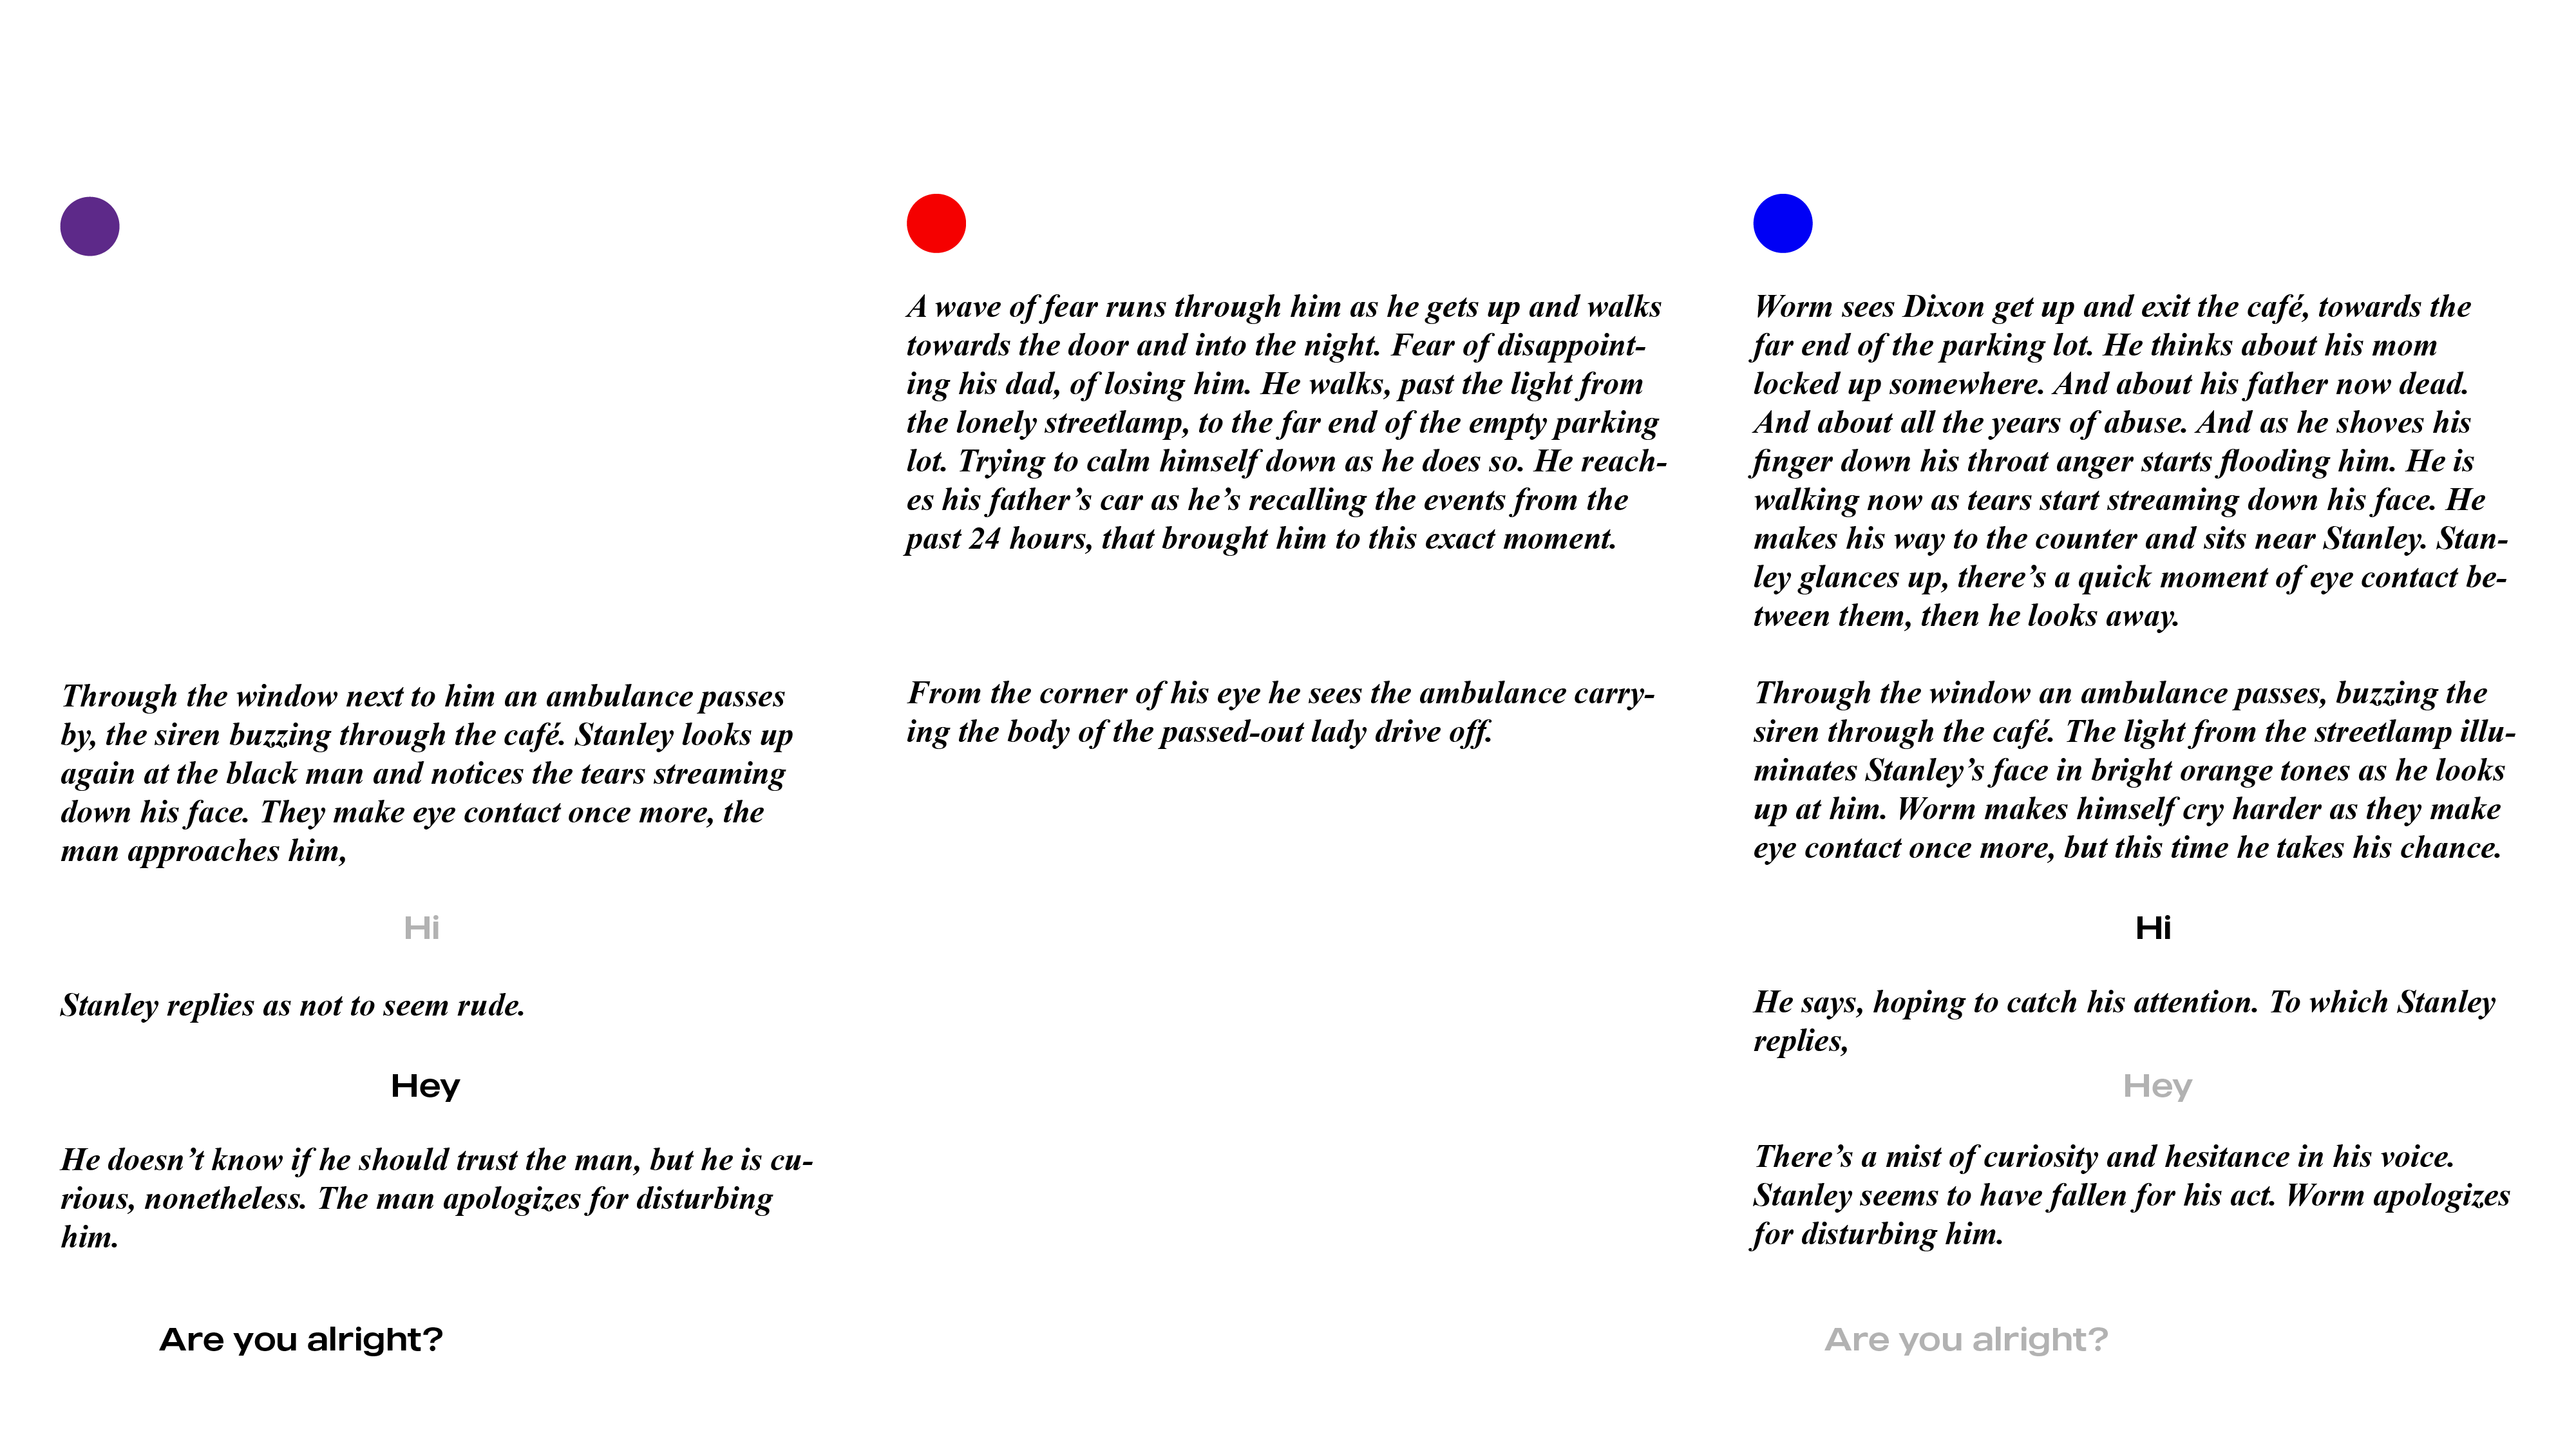 Through the window next to him an ambulance passes
by, the siren buzzing through the café. Stanley looks up
again at the black man and notices the tears streaming
down his face. They make eye contact once more, the
man approaches him,
Hi
Stanley replies as not to seem rude.
Hey
He doesn’t know if he should trust the man, but he is cu-
rious, nonetheless. The man apologizes for disturbing
him.
Are you alright?
A wave of fear runs through him as he gets up and walks
towards the door and into the night. Fear of disappoint-
ing his dad, of losing him. He walks, past the light from
the lonely streetlamp, to the far end of the empty parking
lot. Trying to calm himself down as he does so. He reach-
es his father’s car as he’s recalling the events from the
past 24 hours, that brought him to this exact moment.
From the corner of his eye he sees the ambulance carry-
ing the body of the passed-out lady drive off.
Worm sees Dixon get up and exit the café, towards the
far end of the parking lot. He thinks about his mom
locked up somewhere. And about his father now dead.
And about all the years of abuse. And as he shoves his
finger down his throat anger starts flooding him. He is
walking now as tears start streaming down his face. He
makes his way to the counter and sits near Stanley. Stan-
ley glances up, there’s a quick moment of eye contact be-
tween them, then he looks away.
Through the window an ambulance passes, buzzing the
siren through the café. The light from the streetlamp illu-
minates Stanley’s face in bright orange tones as he looks
up at him. Worm makes himself cry harder as they make
eye contact once more, but this time he takes his chance.
Hi
He says, hoping to catch his attention. To which Stanley
replies,
Hey
There’s a mist of curiosity and hesitance in his voice.
Stanley seems to have fallen for his act. Worm apologizes
for disturbing him.
Are you alright?